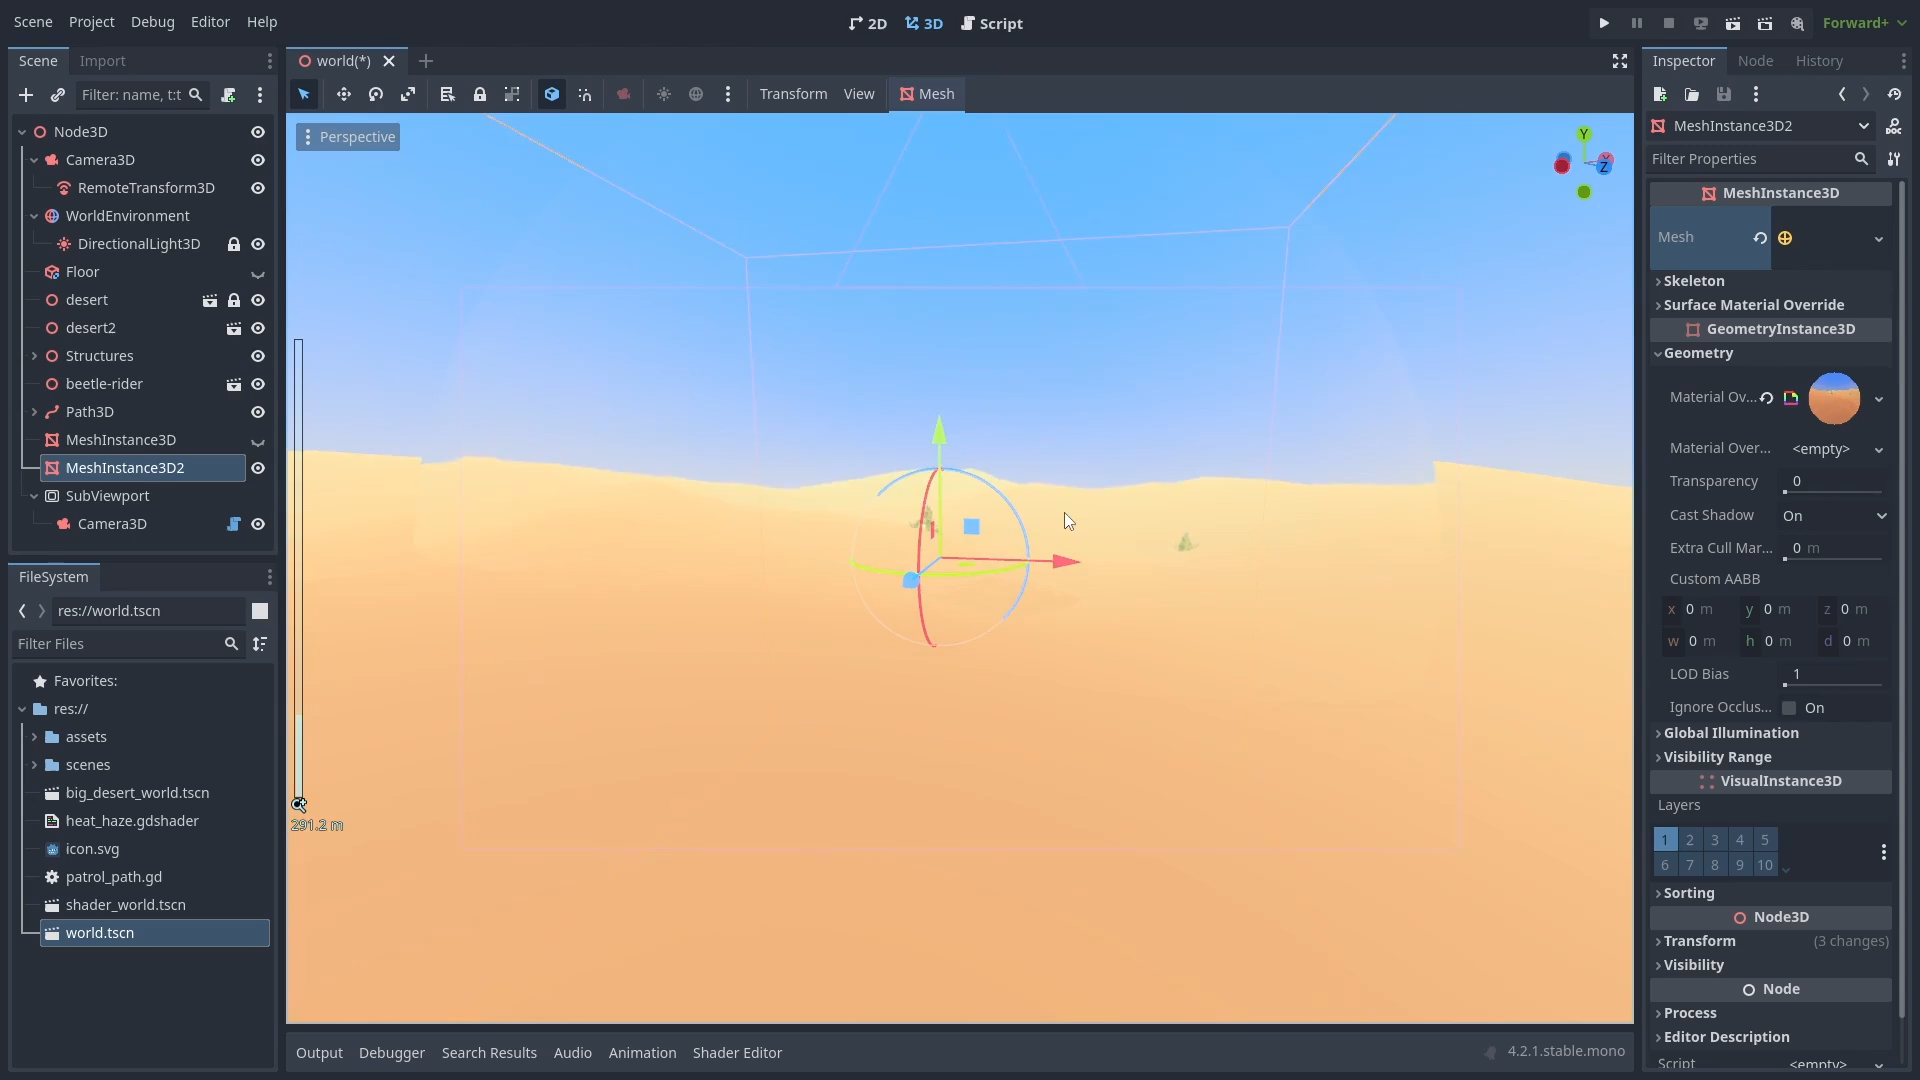 Scene Project Debug Editor Help
2D 3D Script
Forward+
Scene Import
Filter: name, t:t
Node3D
Camera3D
RemoteTransform3D
WorldEnvironment
DirectionalLight3D
Floor
desert
desert2
Structures
beetle-rider
Path3D
MeshInstance3D
MeshInstance3D2
SubViewport
Camera3D
FileSystem
res://world.tscn
Filter Files
Favorites:
res://
assets
scenes
big_desert_world.tscn
heat_haze.gdshader
icon.svg
patrol_path.gd
shader_world.tscn
world.tscn
world(*)
Transform View Mesh
Perspective
Y
Z
291.2 m
Output Debugger Search Results Audio Animation Shader Editor
4.2.1.stable.mono
Inspector Node History
MeshInstance3D2
Filter Properties
MeshInstance3D
Mesh
Skeleton
Surface Material Override
GeometryInstance3D
Geometry
Material Ov...
Material Over... <empty>
Transparency 0
Cast Shadow On
Extra Cull Mar... 0 m
Custom AABB
x 0 m y 0 m z 0 m
w 0 m h 0 m d 0 m
LOD Bias 1
Ignore Occlus... On
Global Illumination
Visibility Range
VisualInstance3D
Layers
1 2 3 4 5
6 7 8 9 10
Sorting
Node3D
Transform (3 changes)
Visibility
Node
Process
Editor Description
Script <empty>